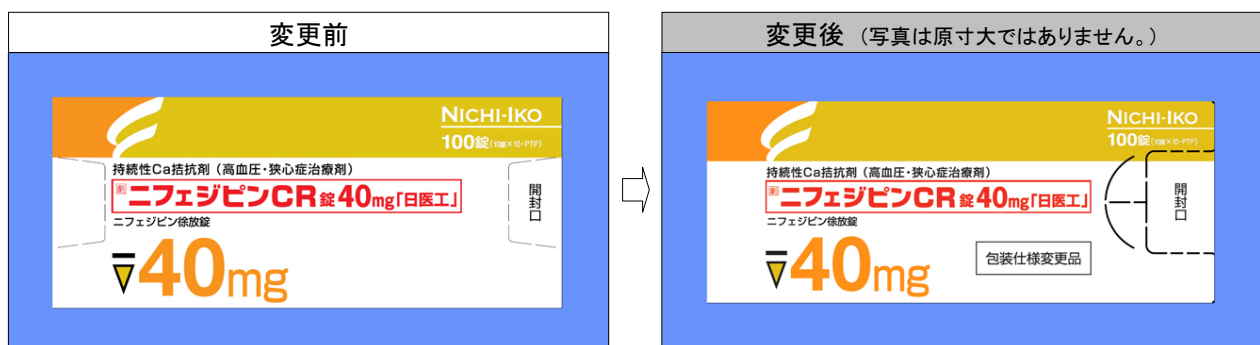 変更前
NICHI-IKO
100錠(10錠×10・PTP)
持続性Ca拮抗剤（高血圧・狭心症治療剤）
劇 ニフェジピンCR錠40mg「日医工」
ニフェジピン徐放錠
40mg
開封口
変更後（写真は原寸大ではありません。）
NICHI-IKO
100錠(10錠×10・PTP)
持続性Ca拮抗剤（高血圧・狭心症治療剤）
劇 ニフェジピンCR錠40mg「日医工」
ニフェジピン徐放錠
40mg
包装仕様変更品
開封口